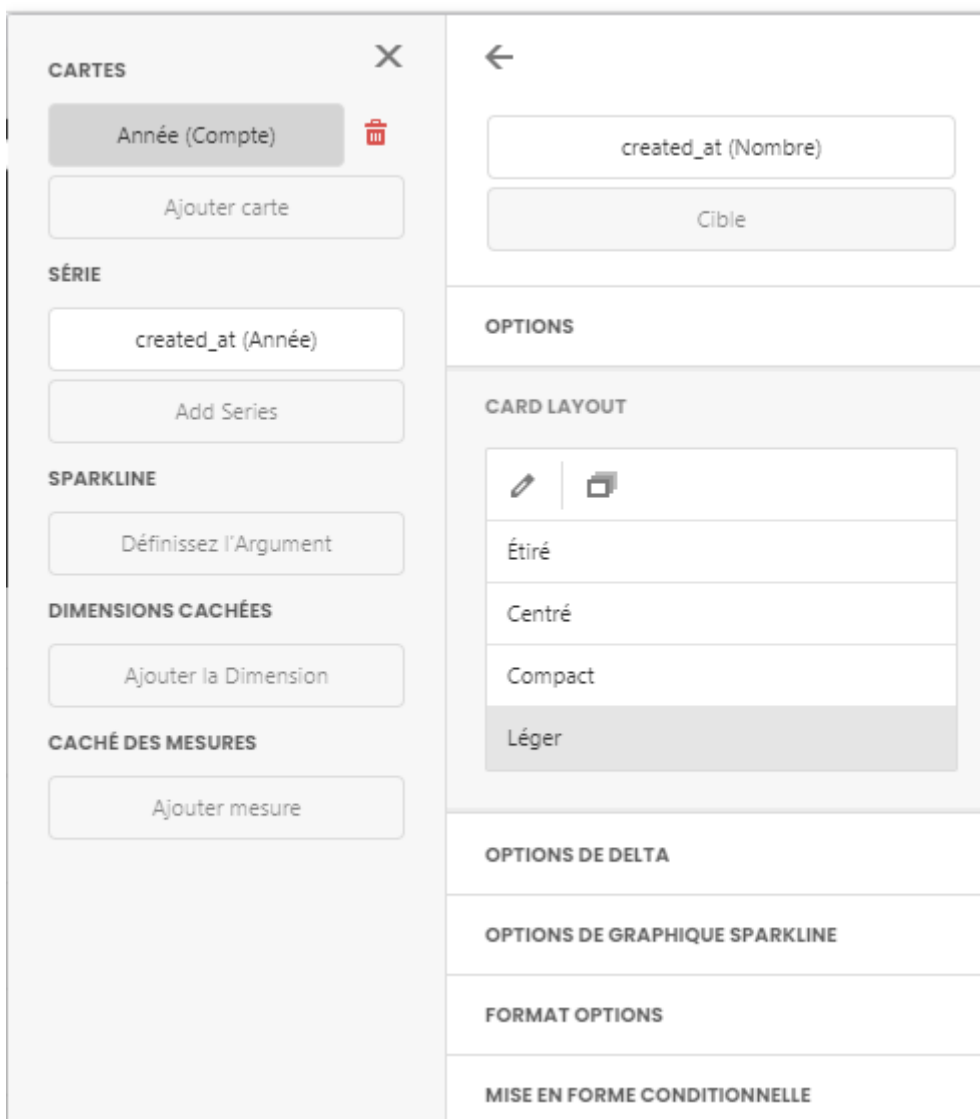 CARTES
Année (Compte)
Ajouter carte
SÉRIE
created_at (Année)
Add Series
SPARKLINE
Définissez l'Argument
DIMENSIONS CACHÉES
Ajouter la Dimension
CACHÉ DES MESURES
Ajouter mesure
created_at (Nombre)
Cible
OPTIONS
CARD LAYOUT
Étiré
Centré
Compact
Léger
OPTIONS DE DELTA
OPTIONS DE GRAPHIQUE SPARKLINE
FORMAT OPTIONS
MISE EN FORME CONDITIONNELLE